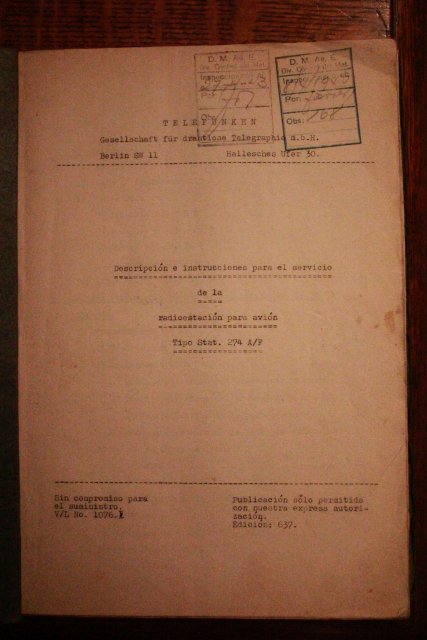 D. M. Ae. E.
D. M. Ae. E.
Obs:
TELEFUNKEN
Gesellschaft für drahtlose Telegraphie m.b.H.
Berlin SW 11 Hallesches Ufer 30.
Descripción e instrucciones para el servicio
de la
radioestación para avión
Tipo Stat. 274 A/F
Sin compromiso para
el suministro.
V/L No. 1076.
Publicación sólo permitida
con nuestra expresa autori-
zación.
Edición: 637.